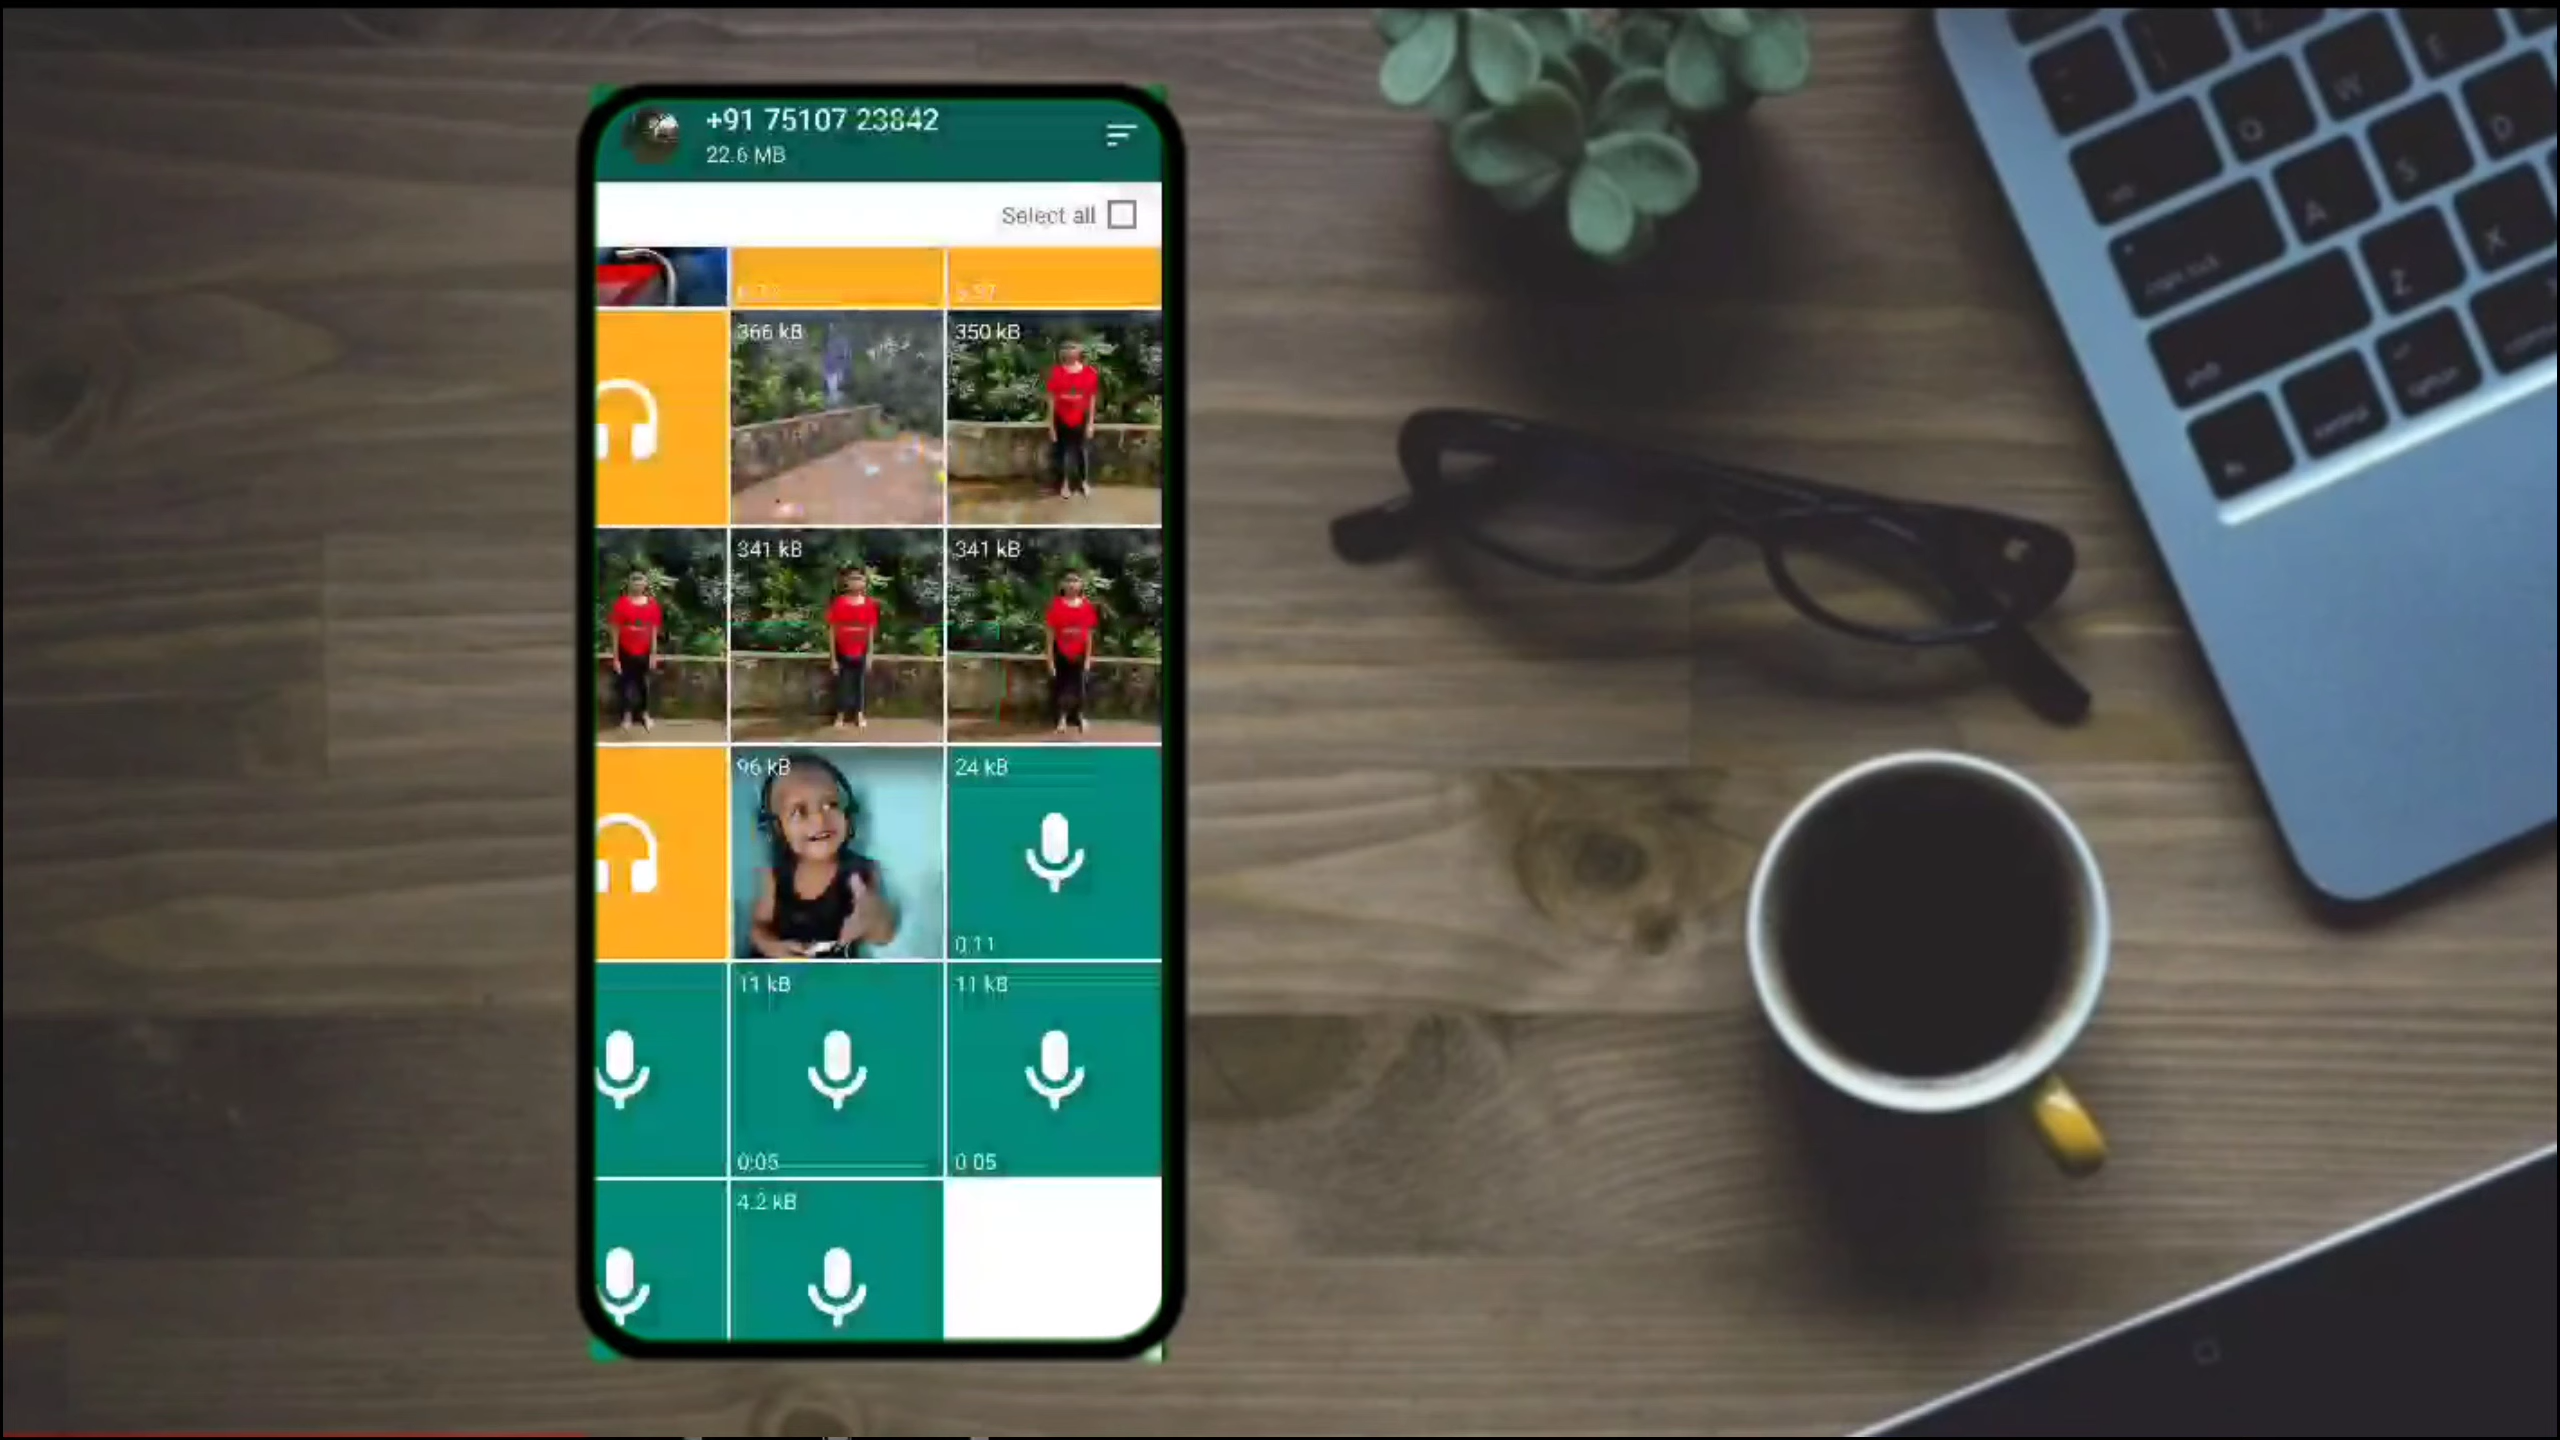 +91 75107 23842
22.6 MB
Select all
366 kB
350 kB
341 kB
341 kB
96 kB
24 kB
0:11
11 kB
11 kB
0:05
0:05
4.2 kB